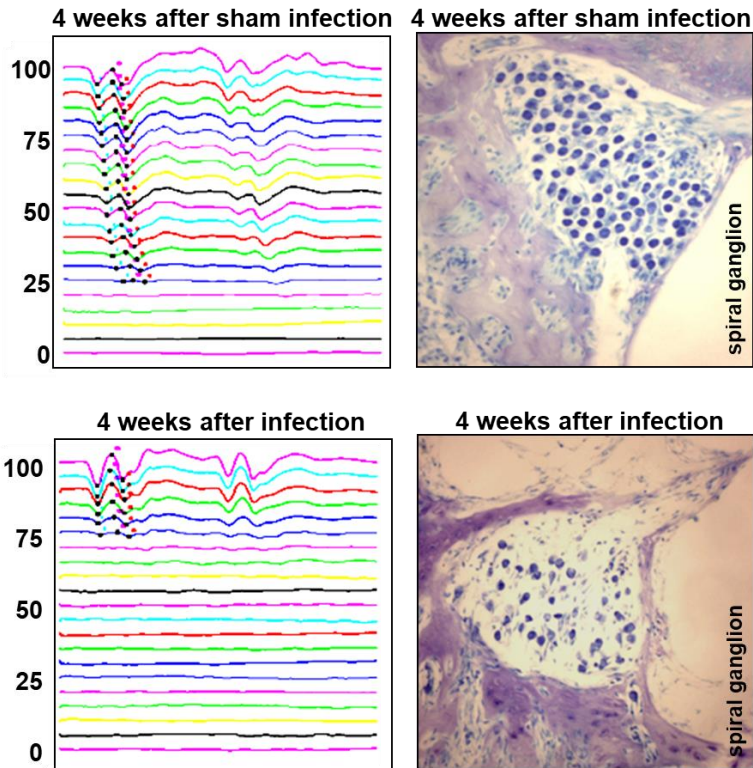 4 weeks after sham infection
4 weeks after sham infection
100
75
50
25
0
spiral ganglion
4 weeks after infection
4 weeks after infection
100
75
50
25
0
spiral ganglion